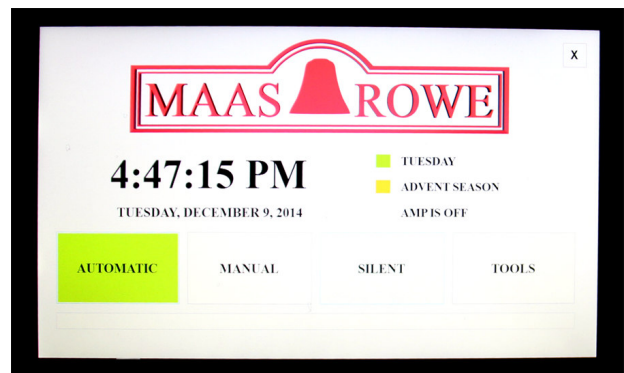 X
MAAS ROWE
4:47:15 PM
TUESDAY, DECEMBER 9, 2014
TUESDAY
ADVENT SEASON
AMP IS OFF
AUTOMATIC MANUAL SILENT TOOLS